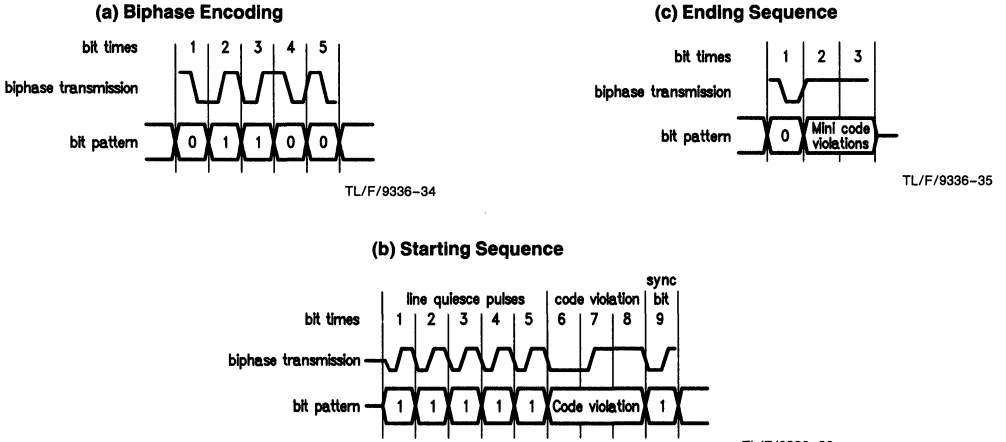 (a) Biphase Encoding
bit times 1 2 3 4 5
biphase transmission
bit pattern 0 1 1 0 0
TL/F/9336–34
(c) Ending Sequence
bit times 1 2 3
biphase transmission
bit pattern 0 Mini code violations
TL/F/9336–35
(b) Starting Sequence
sync
line quiesce pulses code violation bit
bit times 1 2 3 4 5 6 7 8 9
biphase transmission
bit pattern 1 1 1 1 1 Code violation 1